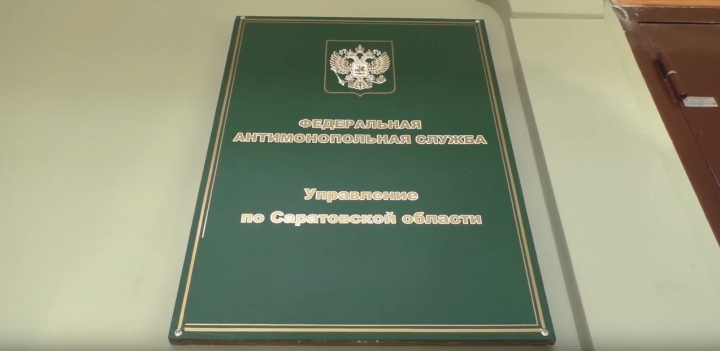 ФЕДЕРАЛЬНАЯ
АНТИМОНОПОЛЬНАЯ СЛУЖБА
Управление
по Саратовской области